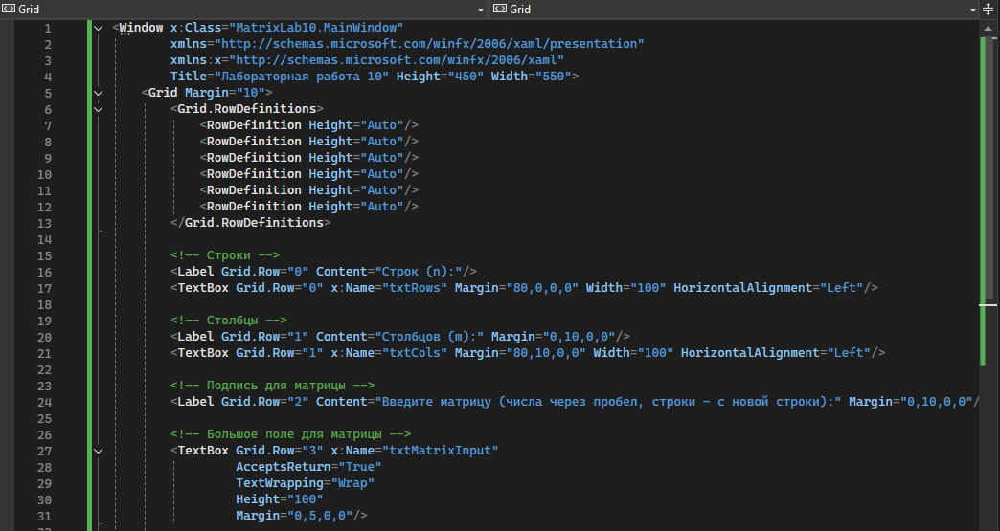 Grid Grid
1 <Window x:Class="MatrixLab10.MainWindow"
2 xmlns="http://schemas.microsoft.com/winfx/2006/xaml/presentation"
3 xmlns:x="http://schemas.microsoft.com/winfx/2006/xaml"
4 Title="Лабораторная работа 10" Height="450" Width="550">
5 <Grid Margin="10">
6 <Grid.RowDefinitions>
7 <RowDefinition Height="Auto"/>
8 <RowDefinition Height="Auto"/>
9 <RowDefinition Height="Auto"/>
10 <RowDefinition Height="Auto"/>
11 <RowDefinition Height="Auto"/>
12 <RowDefinition Height="Auto"/>
13 </Grid.RowDefinitions>
14
15 <!-- Строки -->
16 <Label Grid.Row="0" Content="Строк (n):"/>
17 <TextBox Grid.Row="0" x:Name="txtRows" Margin="80,0,0,0" Width="100" HorizontalAlignment="Left"/>
18
19 <!-- Столбцы -->
20 <Label Grid.Row="1" Content="Столбцов (m):" Margin="0,10,0,0"/>
21 <TextBox Grid.Row="1" x:Name="txtCols" Margin="80,10,0,0" Width="100" HorizontalAlignment="Left"/>
22
23 <!-- Подпись для матрицы -->
24 <Label Grid.Row="2" Content="Введите матрицу (числа через пробел, строки - с новой строки):" Margin="0,10,0,0"/
25
26 <!-- Большое поле для матрицы -->
27 <TextBox Grid.Row="3" x:Name="txtMatrixInput"
28 AcceptsReturn="True"
29 TextWrapping="Wrap"
30 Height="100"
31 Margin="0,5,0,0"/>